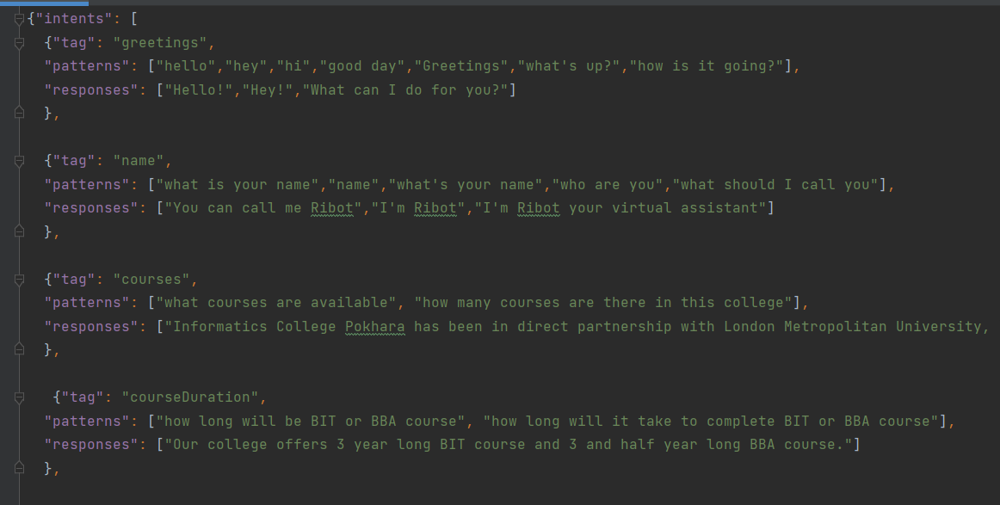 {"intents": [
{"tag": "greetings",
"patterns": ["hello","hey","hi","good day","Greetings","what's up?","how is it going?"],
"responses": ["Hello!","Hey!","What can I do for you?"]
},
{"tag": "name",
"patterns": ["what is your name","name","what's your name","who are you","what should I call you"],
"responses": ["You can call me Ribot","I'm Ribot","I'm Ribot your virtual assistant"]
},
{"tag": "courses",
"patterns": ["what courses are available", "how many courses are there in this college"],
"responses": ["Informatics College Pokhara has been in direct partnership with London Metropolitan University,
},
{"tag": "courseDuration",
"patterns": ["how long will be BIT or BBA course", "how long will it take to complete BIT or BBA course"],
"responses": ["Our college offers 3 year long BIT course and 3 and half year long BBA course."]
},